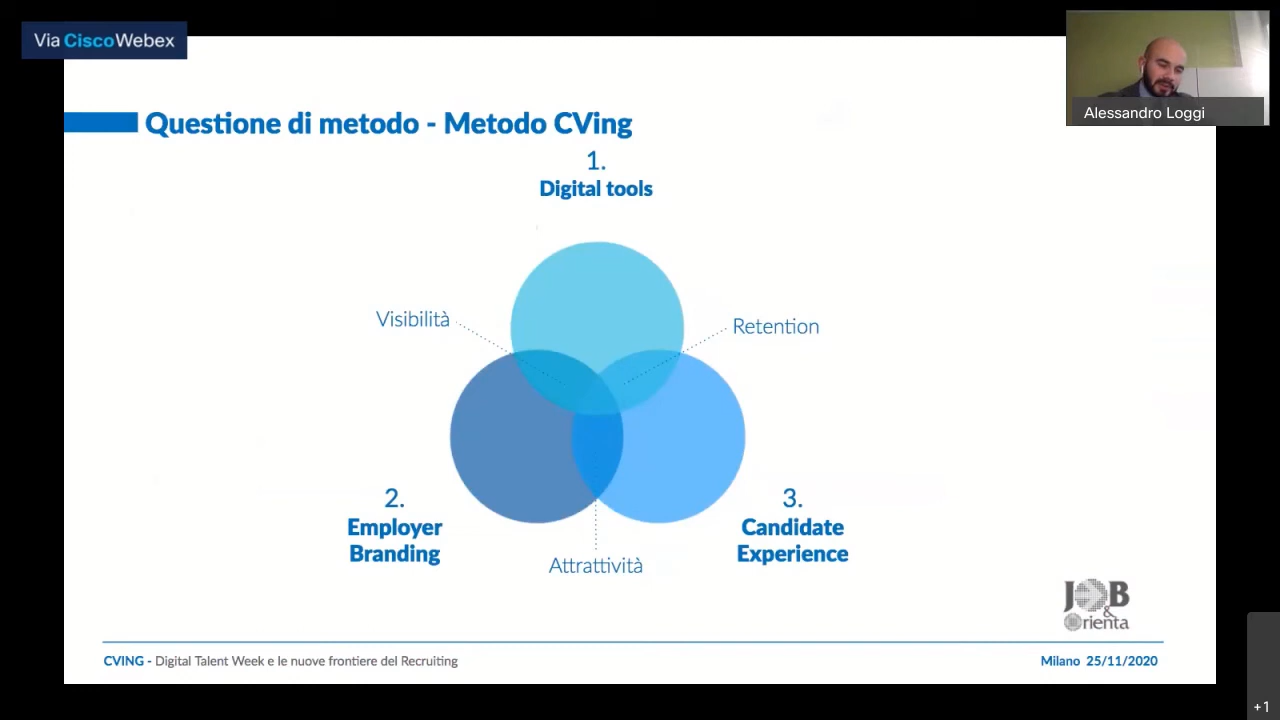 Via Cisco Webex
Alessandro Loggi
Questione di metodo - Metodo CVing
1.
Digital tools
Visibilità
Retention
2.
Employer
Branding
3.
Candidate
Experience
Attrattività
JOB
&
Orienta
CVING - Digital Talent Week e le nuove frontiere del Recruiting
Milano 25/11/2020
+1